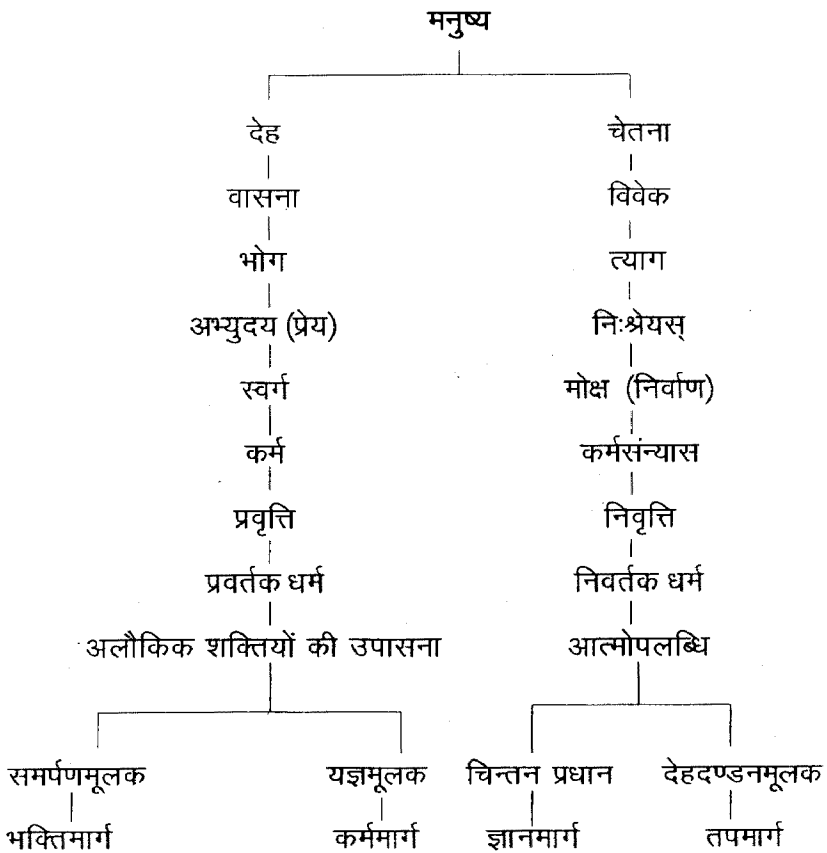 मनुष्य
देह चेतना
वासना विवेक
भोग त्याग
अभ्युदय (प्रेय) निःश्रेयस्
स्वर्ग मोक्ष (निर्वाण)
कर्म कर्मसंन्यास
प्रवृत्ति निवृत्ति
प्रवर्तक धर्म निवर्तक धर्म
अलौकिक शक्तियों की उपासना आत्मोपलब्धि
समर्पणमूलक यज्ञमूलक चिन्तन प्रधान देहदण्डनमूलक
भक्तिमार्ग कर्ममार्ग ज्ञानमार्ग तपमार्ग